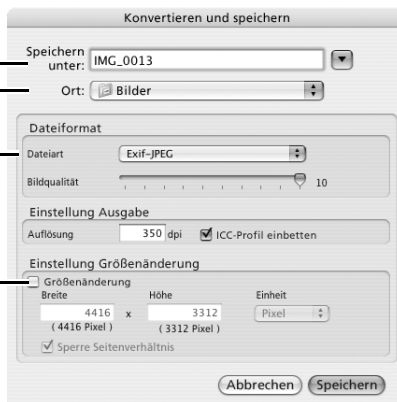 Konvertieren und speichern
Speichern unter: IMG_0013
Ort: Bilder
Dateiformat
Dateiart Exif-JPEG
Bildqualität 10
Einstellung Ausgabe
Auflösung 350 dpi ICC-Profil einbetten
Einstellung Größenänderung
Größenänderung
Breite Höhe Einheit
4416 x 3312 Pixel
( 4416 Pixel ) ( 3312 Pixel )
Sperre Seitenverhältnis
Abbrechen Speichern